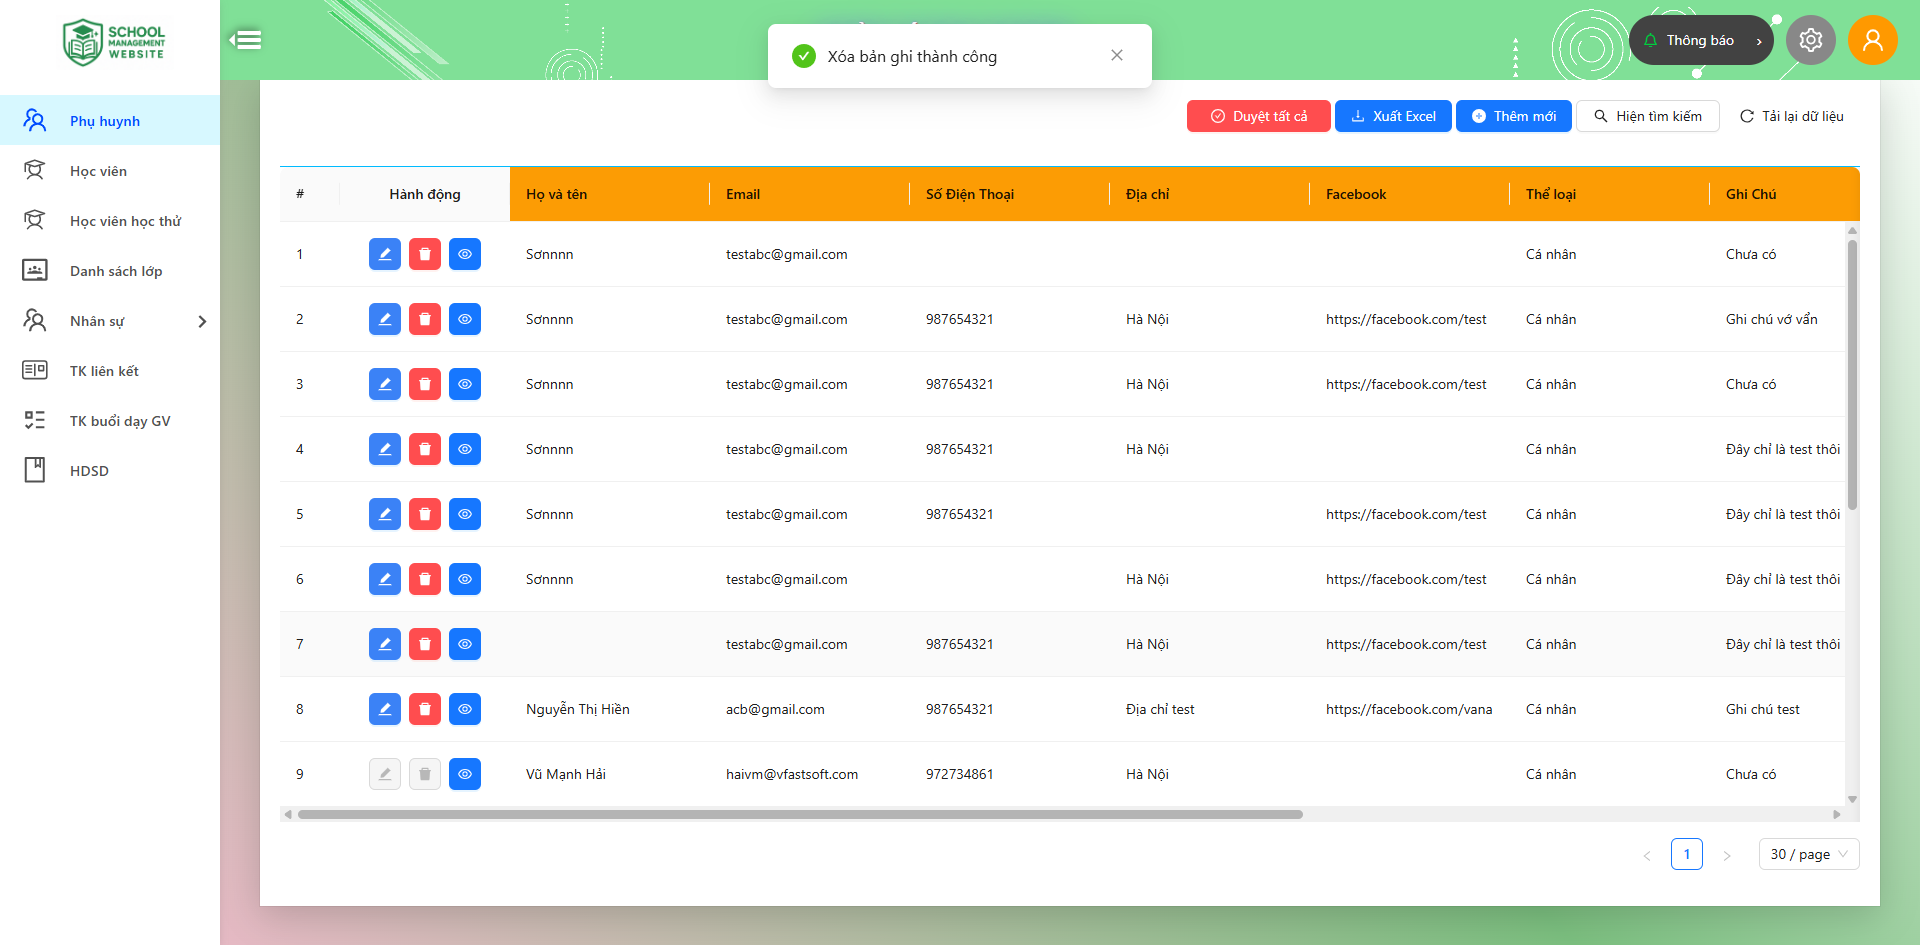 SCHOOL
MANAGEMENT
WEBSITE
Xóa bản ghi thành công
Thông báo
Phụ huynh
Học viên
Học viên học thử
Danh sách lớp
Nhân sự
TK liên kết
TK buổi dạy GV
HDSD
Duyệt tất cả
Xuất Excel
Thêm mới
Hiện tìm kiếm
Tải lại dữ liệu
# Hành động Họ và tên Email Số Điện Thoại Địa chỉ Facebook Thể loại Ghi Chú
1 Sơnnnn testabc@gmail.com Cá nhân Chưa có
2 Sơnnnn testabc@gmail.com 987654321 Hà Nội https://facebook.com/test Cá nhân Ghi chú vớ vẩn
3 Sơnnnn testabc@gmail.com 987654321 Hà Nội https://facebook.com/test Cá nhân Chưa có
4 Sơnnnn testabc@gmail.com 987654321 Hà Nội Cá nhân Đây chỉ là test thôi
5 Sơnnnn testabc@gmail.com 987654321 https://facebook.com/test Cá nhân Đây chỉ là test thôi
6 Sơnnnn testabc@gmail.com Hà Nội https://facebook.com/test Cá nhân Đây chỉ là test thôi
7 testabc@gmail.com 987654321 Hà Nội https://facebook.com/test Cá nhân Đây chỉ là test thôi
8 Nguyễn Thị Hiền acb@gmail.com 987654321 Địa chỉ test https://facebook.com/vana Cá nhân Ghi chú test
9 Vũ Mạnh Hải haivm@vfastsoft.com 972734861 Hà Nội Cá nhân Chưa có
1
30 / page